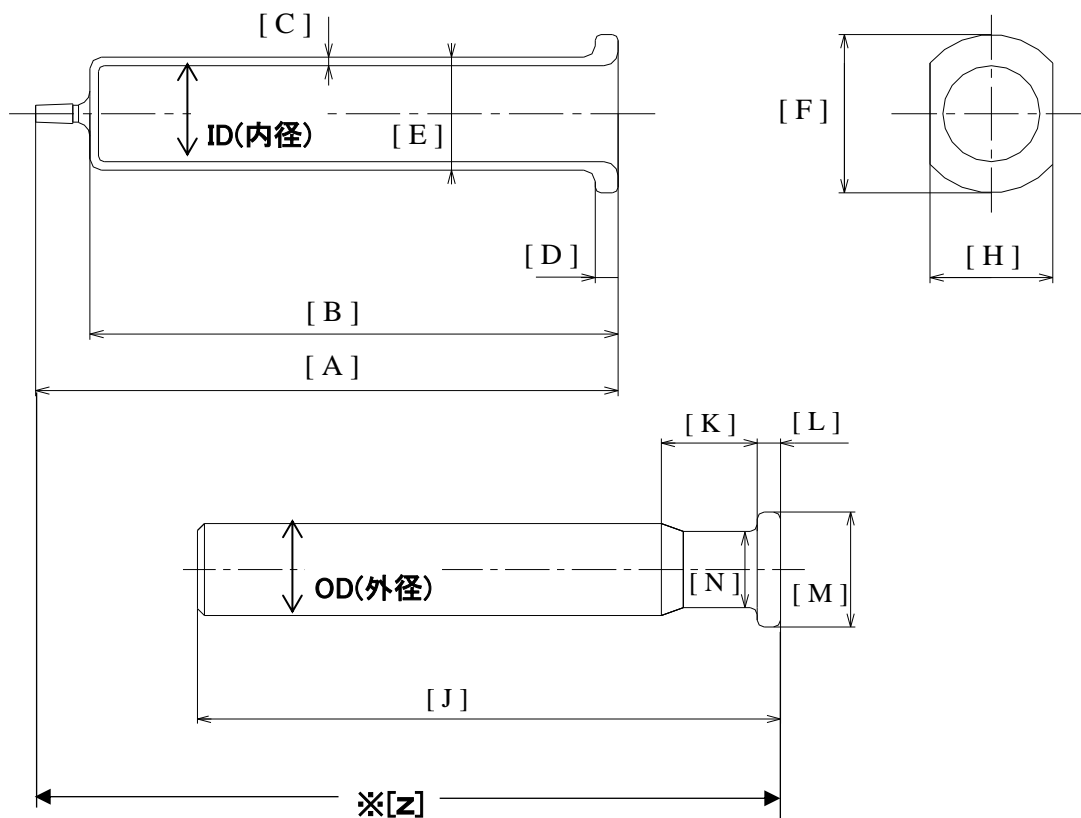 [ C ]
ID(内径)
[ E ]
[ F ]
[ D ]
[ H ]
[ B ]
[ A ]
[ K ]
[ L ]
OD(外径)
[ N ]
[ M ]
[ J ]
※[z]